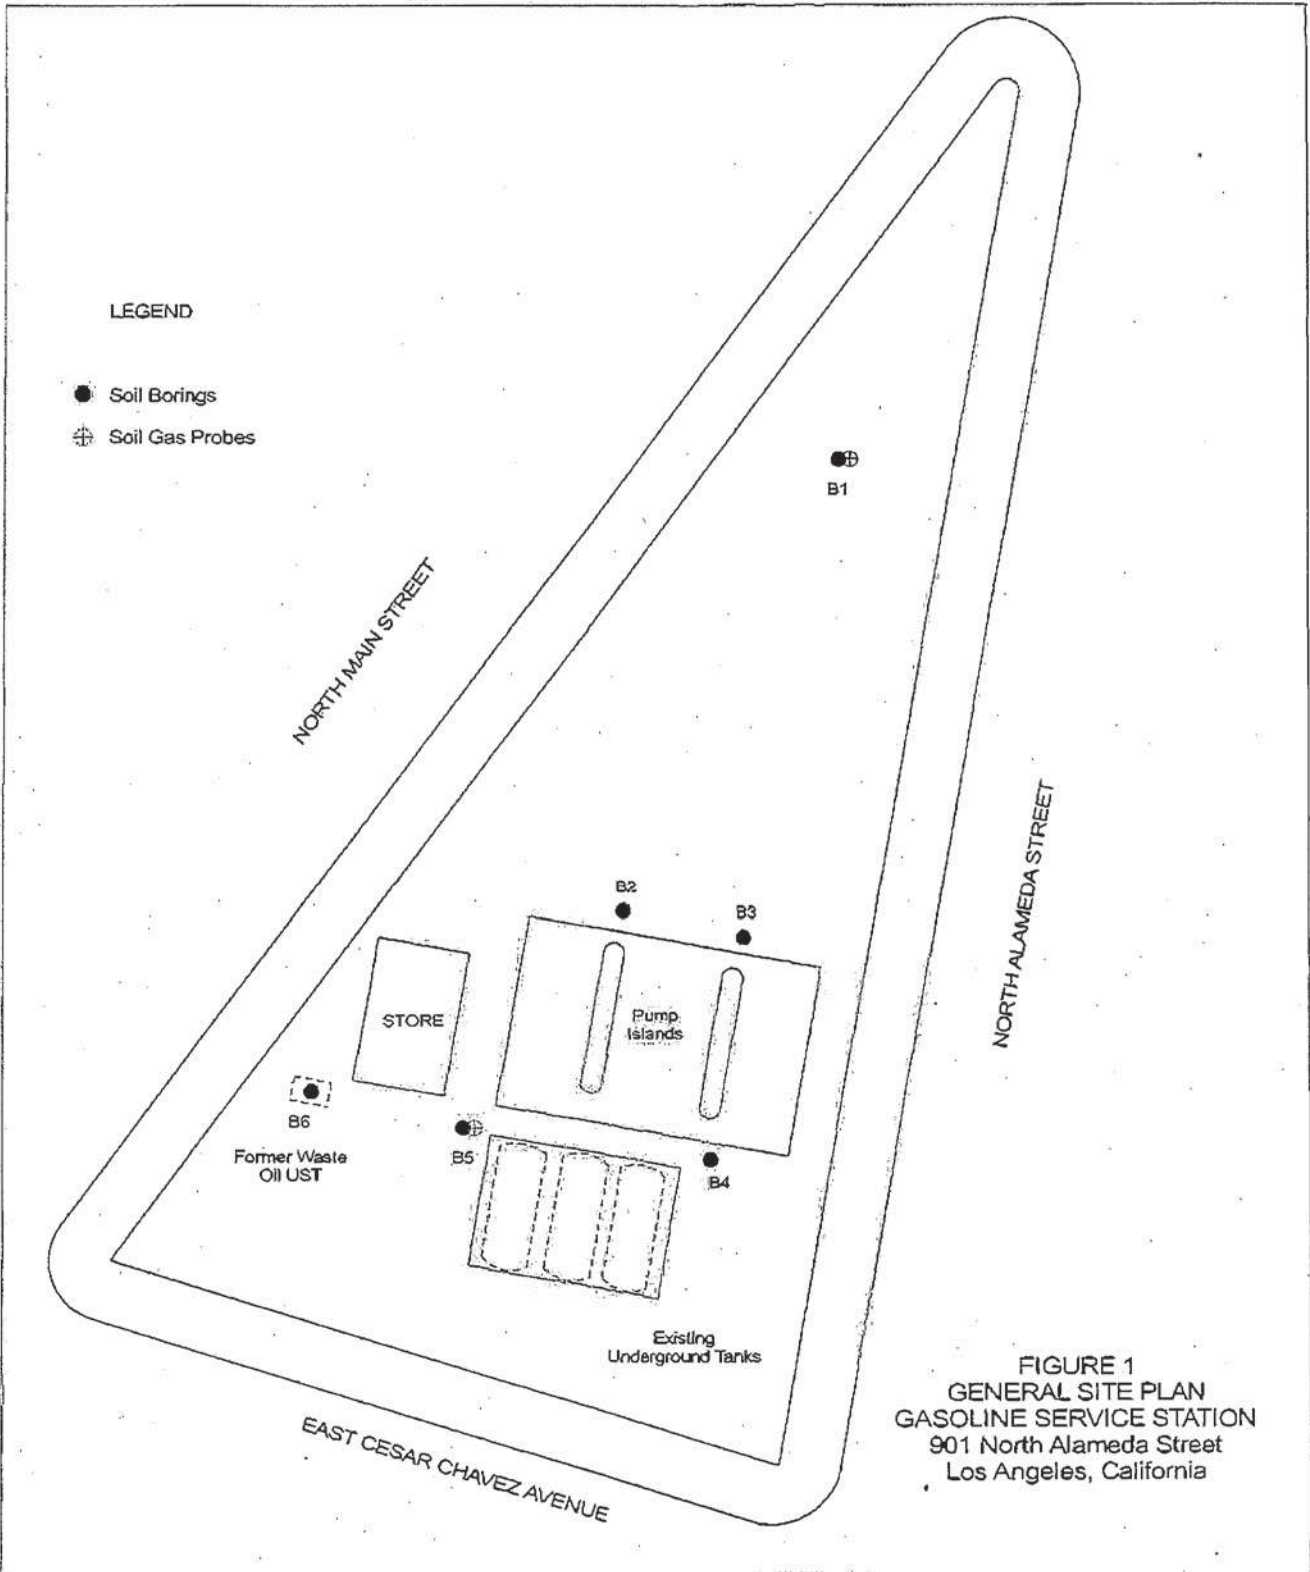 LEGEND
Soil Borings
Soil Gas Probes
B1
NORTH MAIN STREET
NORTH ALAMEDA STREET
B2
B3
STORE
Pump
Islands
B6
Former Waste
Oil UST
B5
B4
Existing
Underground Tanks
EAST CESAR CHAVEZ AVENUE
FIGURE 1
GENERAL SITE PLAN
GASOLINE SERVICE STATION
901 North Alameda Street
Los Angeles, California